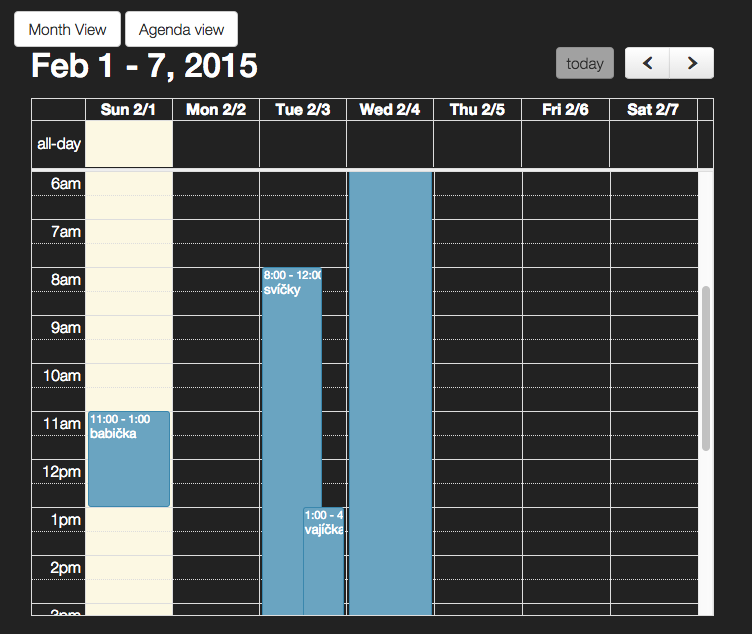 Month View Agenda view
Feb 1 - 7, 2015
today
Sun 2/1 Mon 2/2 Tue 2/3 Wed 2/4 Thu 2/5 Fri 2/6 Sat 2/7
all-day
6am
7am
8am
8:00 - 12:00
svíčky
9am
10am
11am
11:00 - 1:00
babička
12pm
1pm
1:00 - 4
vajíčka
2pm
3pm